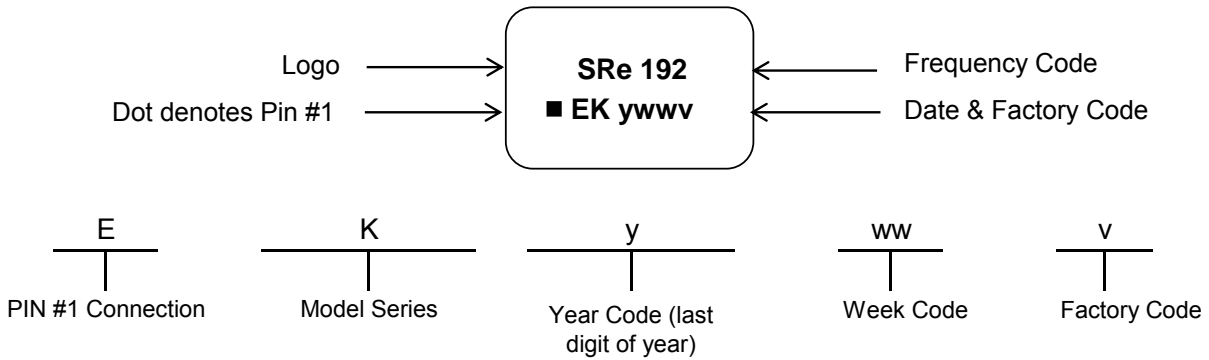 Logo
SRe 192
Frequency Code
Dot denotes Pin #1
■ EK ywwv
Date & Factory Code
E
K
y
ww
v
PIN #1 Connection
Model Series
Year Code (last
digit of year)
Week Code
Factory Code